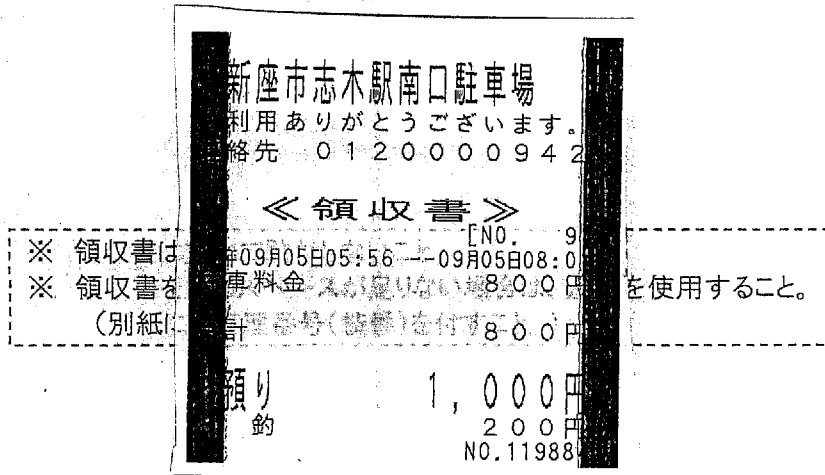 新座市志木駅南口駐車場
利用ありがとうございます。
絡先 0120000942
≪領収書≫
[NO. 9
※ 領収書は
年09月05日05:56 --09月05日08:0
※ 領収書を
車料金 800円
を使用すること。
(別紙に
計 800円
預り 1,000円
釣 200円
NO.11988